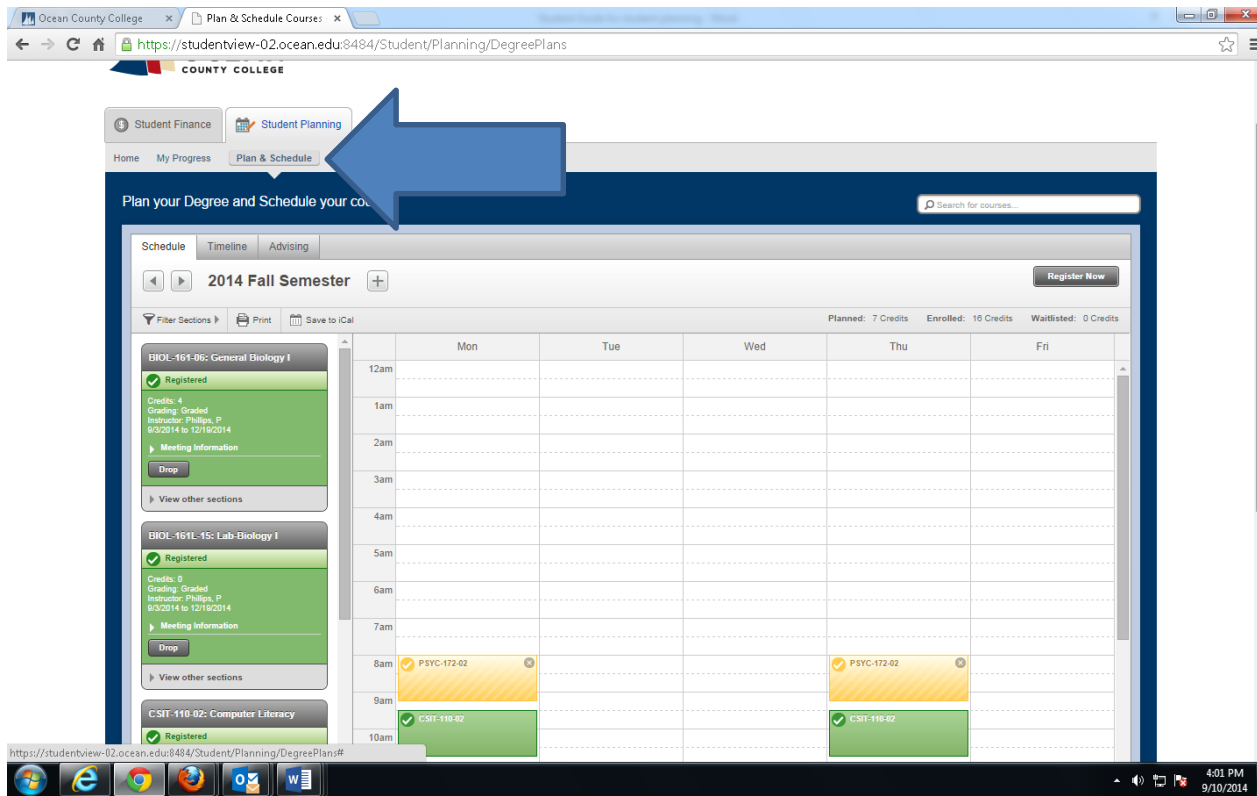 Ocean County College
Plan & Schedule Courses
https://studentview-02.ocean.edu:8484/Student/Planning/DegreePlans
COUNTY COLLEGE
Student Finance
Student Planning
Home My Progress Plan & Schedule
Plan your Degree and Schedule your
Search for courses...
Schedule Timeline Advising
2014 Fall Semester
Register Now
Filter Sections Print Save to iCal
Planned: 7 Credits Enrolled: 16 Credits Waitlisted: 0 Credits
Mon Tue Wed Thu Fri
BIOL-161-06: General Biology I
Registered
Credits: 4
Grading: Graded
Instructor: Philips, P
9/3/2014 to 12/19/2014
Meeting Information
Drop
View other sections
BIOL-161L-15: Lab-Biology I
Registered
Credits: 0
Grading: Graded
Instructor: Philips, P
9/3/2014 to 12/19/2014
Meeting Information
Drop
View other sections
CSIT-110-02: Computer Literacy
Registered
12am
1am
2am
3am
4am
5am
6am
7am
8am
PSYC-172-02
PSYC-172-02
9am
CSIT-110-02
CSIT-110-02
10am
https://studentview-02.ocean.edu:8484/Student/Planning/DegreePlans#
4:01 PM
9/10/2014